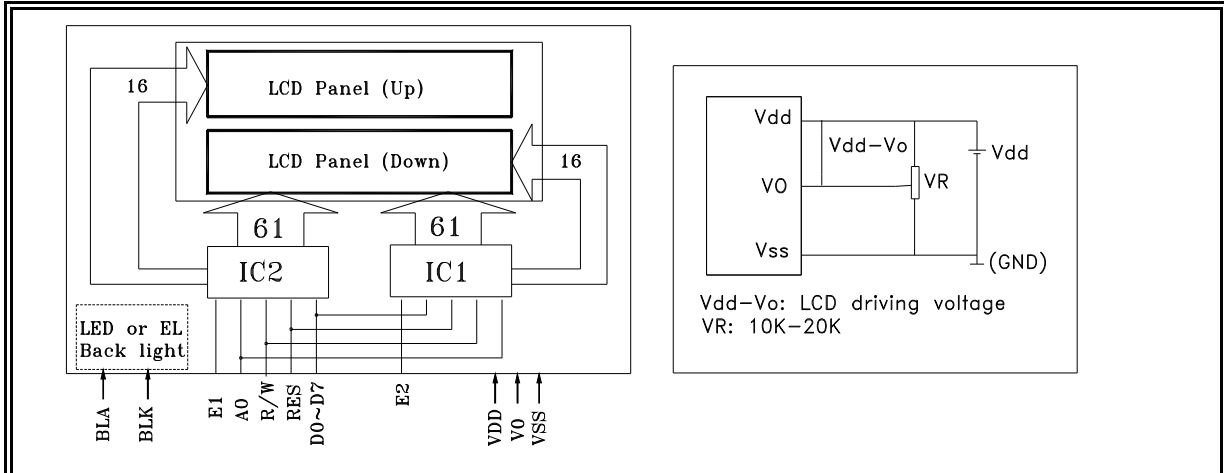 16
LCD Panel (Up)
LCD Panel (Down)
16
61
61
IC2
IC1
LED or EL
Back light
BLA
BLK
E1
A0
R/W
RES
D0~D7
E2
VDD
V0
VSS
Vdd
Vdd-Vo
Vdd
VO
VR
Vss
(GND)
Vdd-Vo: LCD driving voltage
VR: 10K-20K